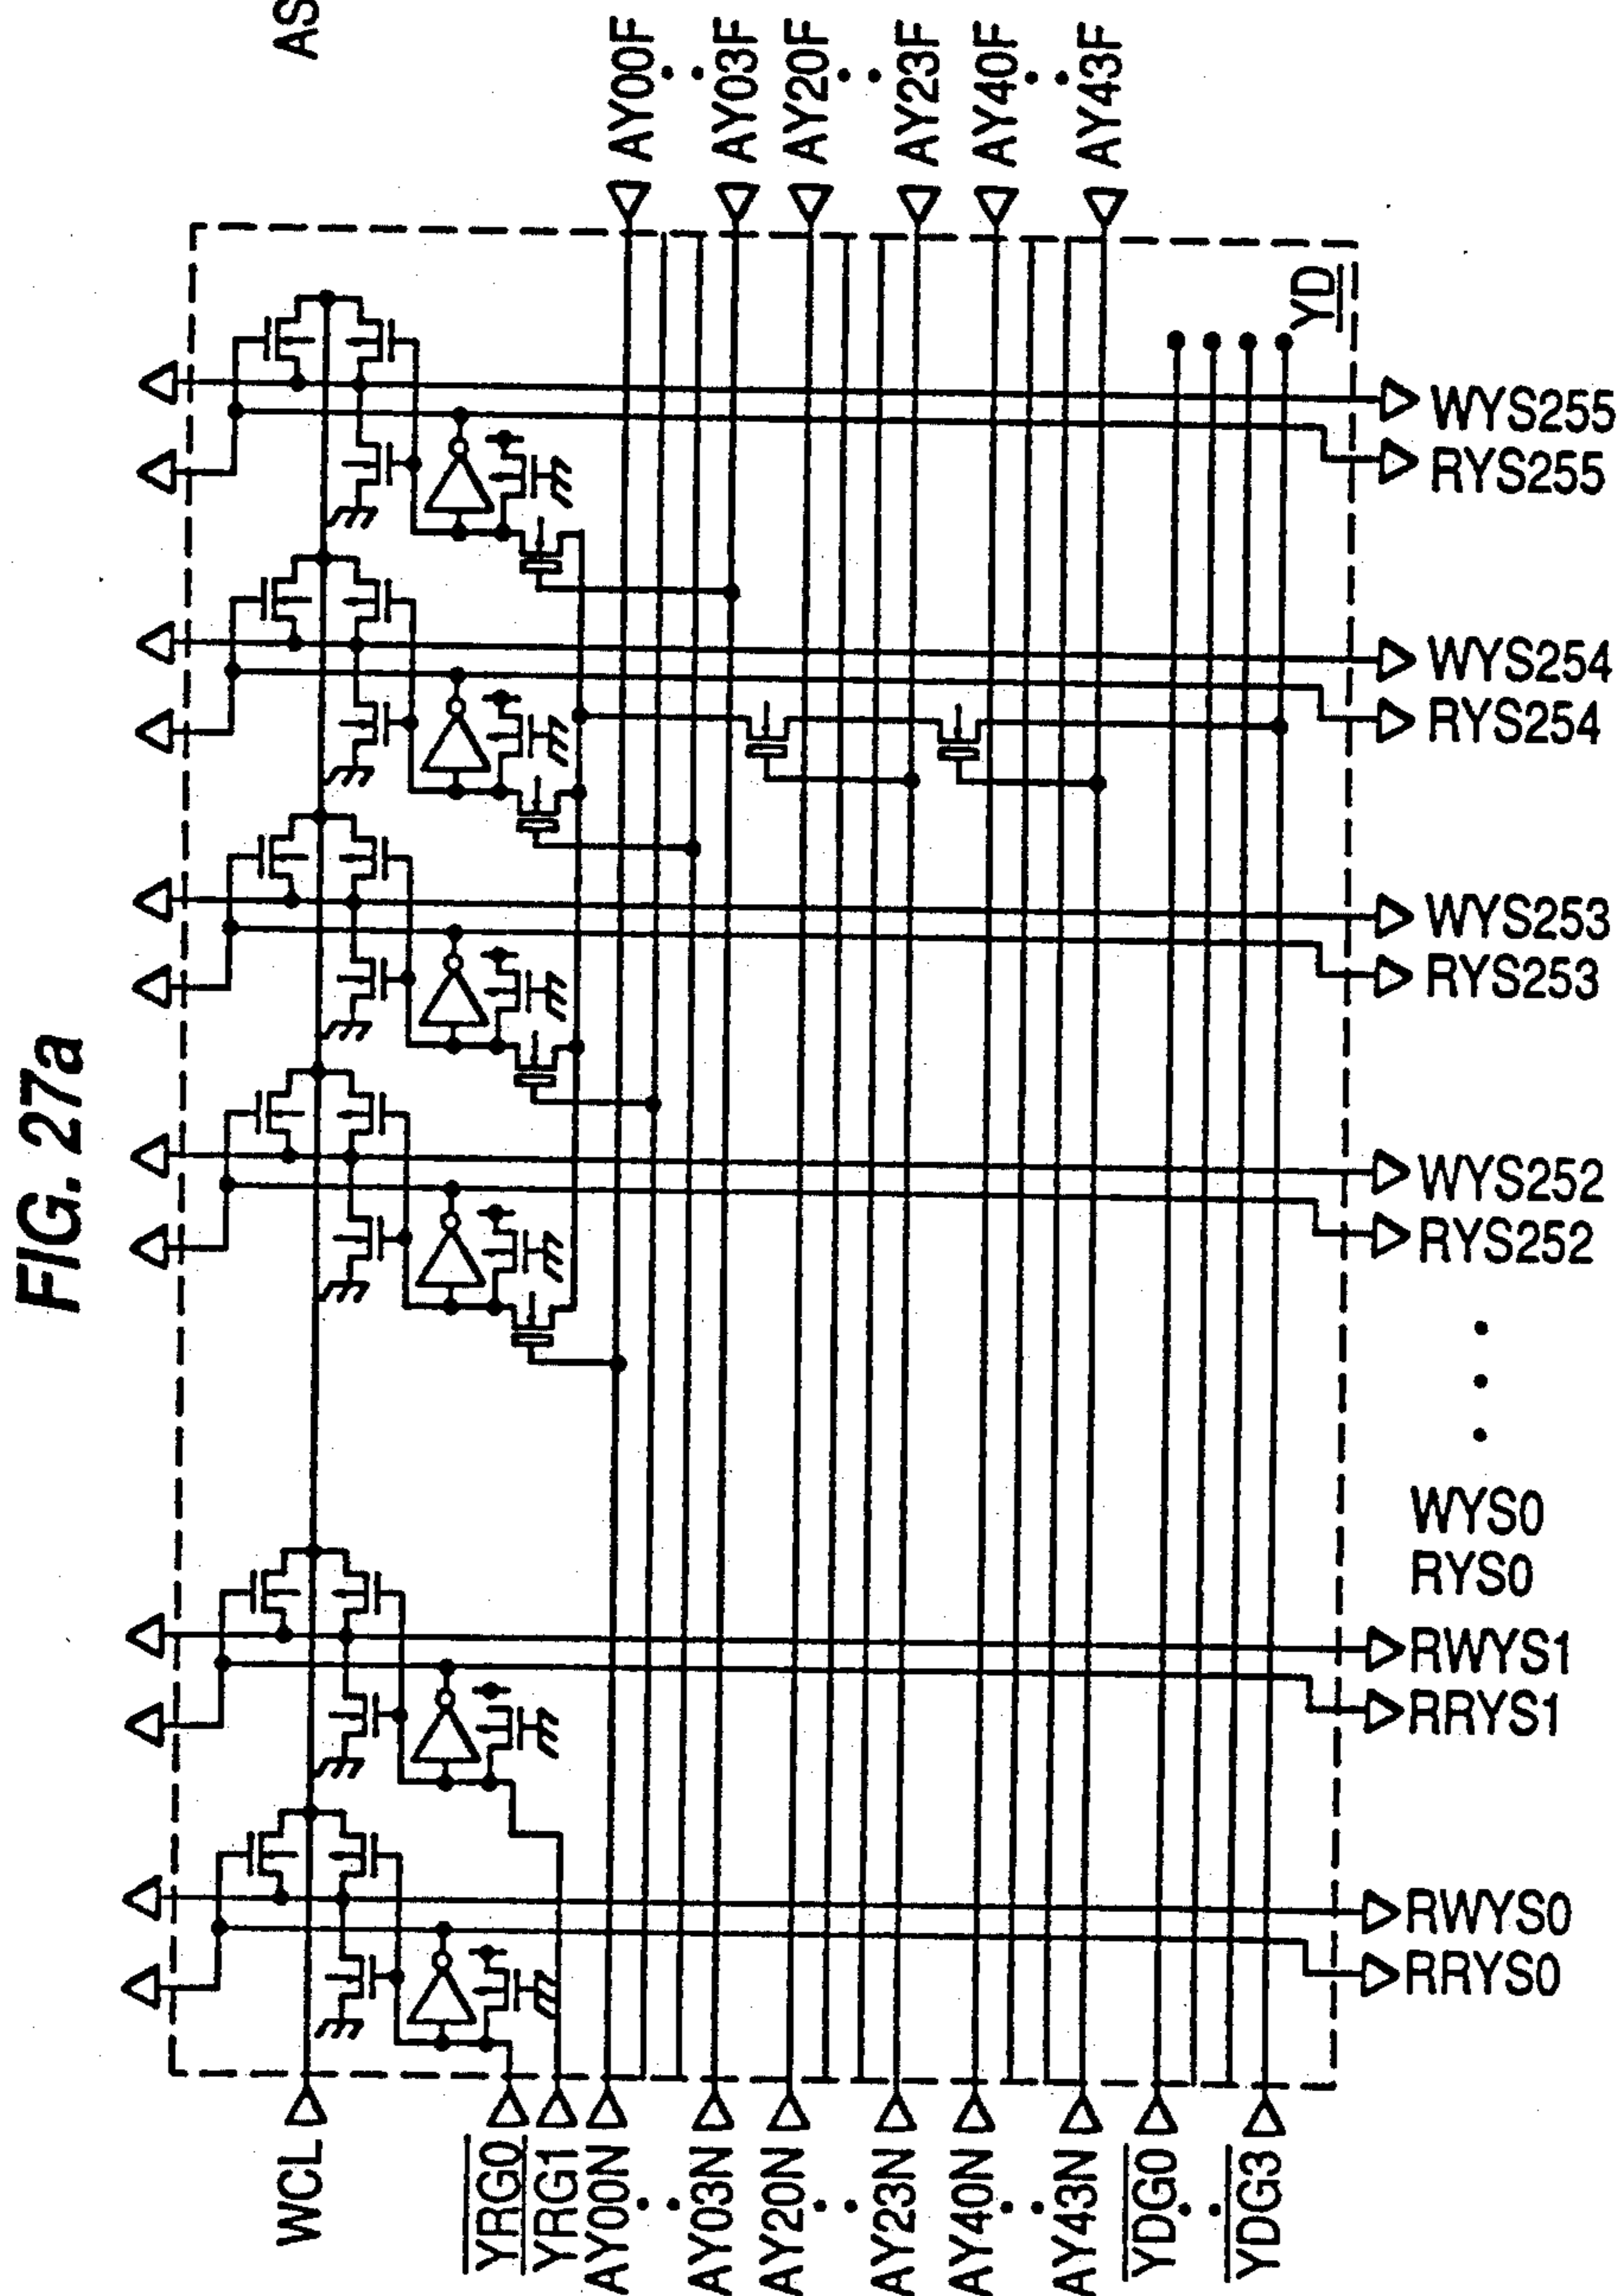 FIG. 27a
AS
AY00F
AY03F
AY20F
AY23F
AY40F
AY43F
YD
WYS255
RYS255
WYS254
RYS254
WYS253
RYS253
WYS252
RYS252
WYS0
RYS0
RWYS1
RRYS1
RWYS0
RRYS0
WCL
YRG0
YRG1
AY00N
AY03N
AY20N
AY23N
AY40N
AY43N
YDG0
YDG3